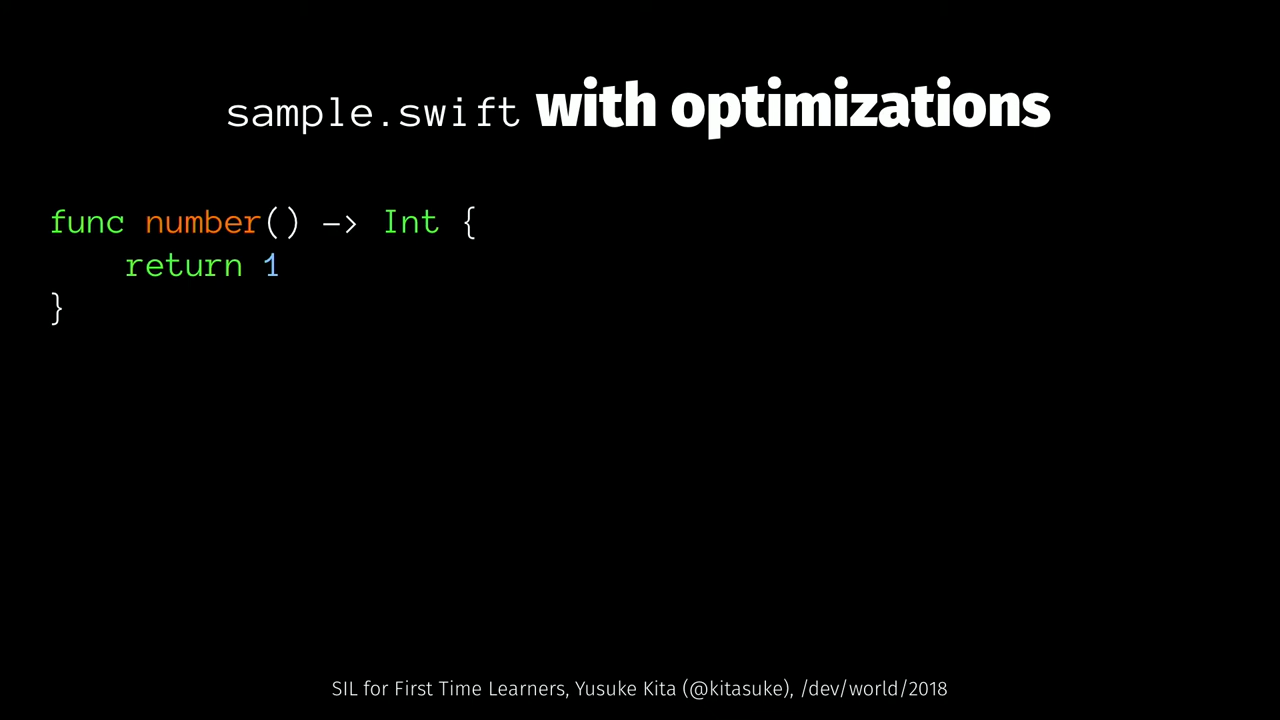 sample.swift with optimizations
func number() -> Int {
    return 1
}
SIL for First Time Learners, Yusuke Kita (@kitasuke), /dev/world/2018